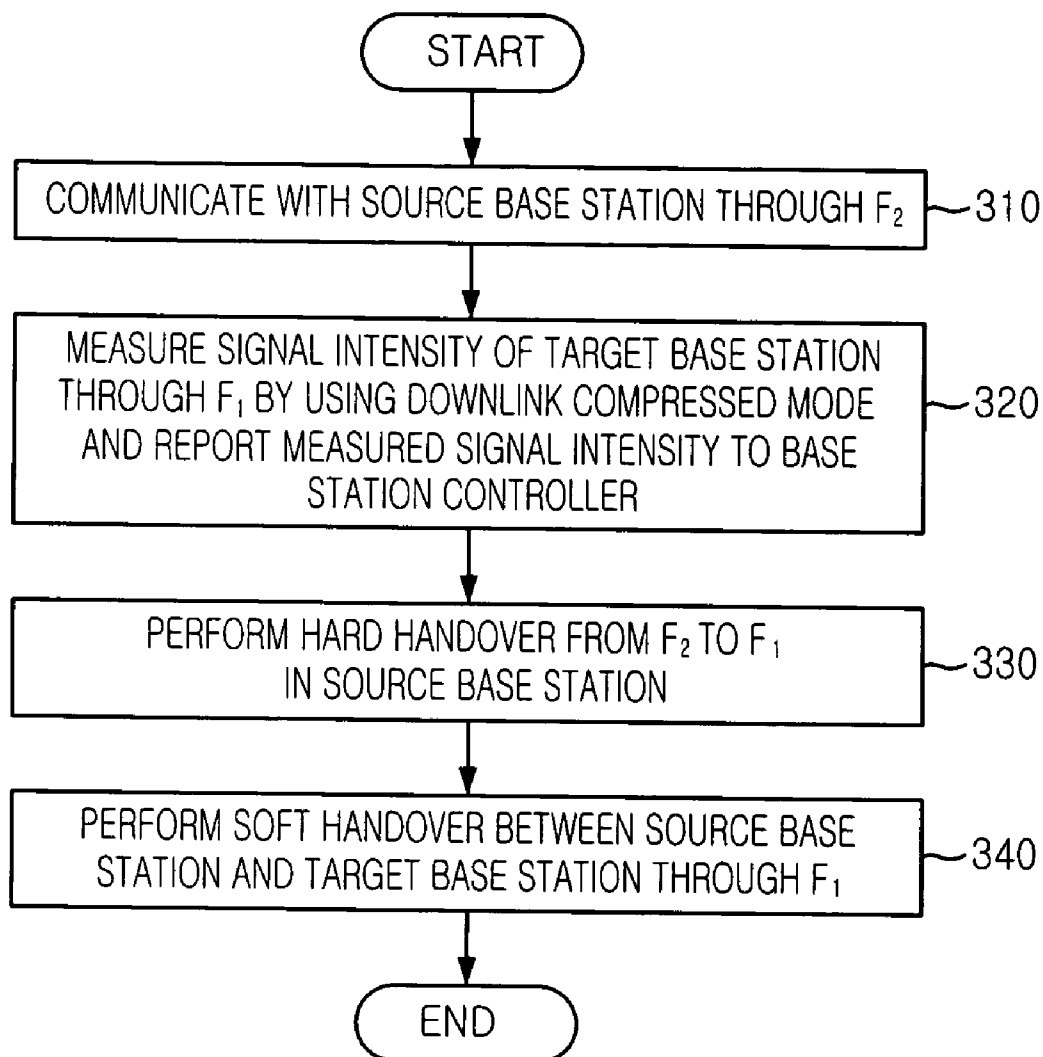 START
COMMUNICATE WITH SOURCE BASE STATION THROUGH F₂
310
MEASURE SIGNAL INTENSITY OF TARGET BASE STATION
THROUGH F₁ BY USING DOWNLINK COMPRESSED MODE
AND REPORT MEASURED SIGNAL INTENSITY TO BASE
STATION CONTROLLER
320
PERFORM HARD HANDOVER FROM F₂ TO F₁
IN SOURCE BASE STATION
330
PERFORM SOFT HANDOVER BETWEEN SOURCE BASE
STATION AND TARGET BASE STATION THROUGH F₁
340
END